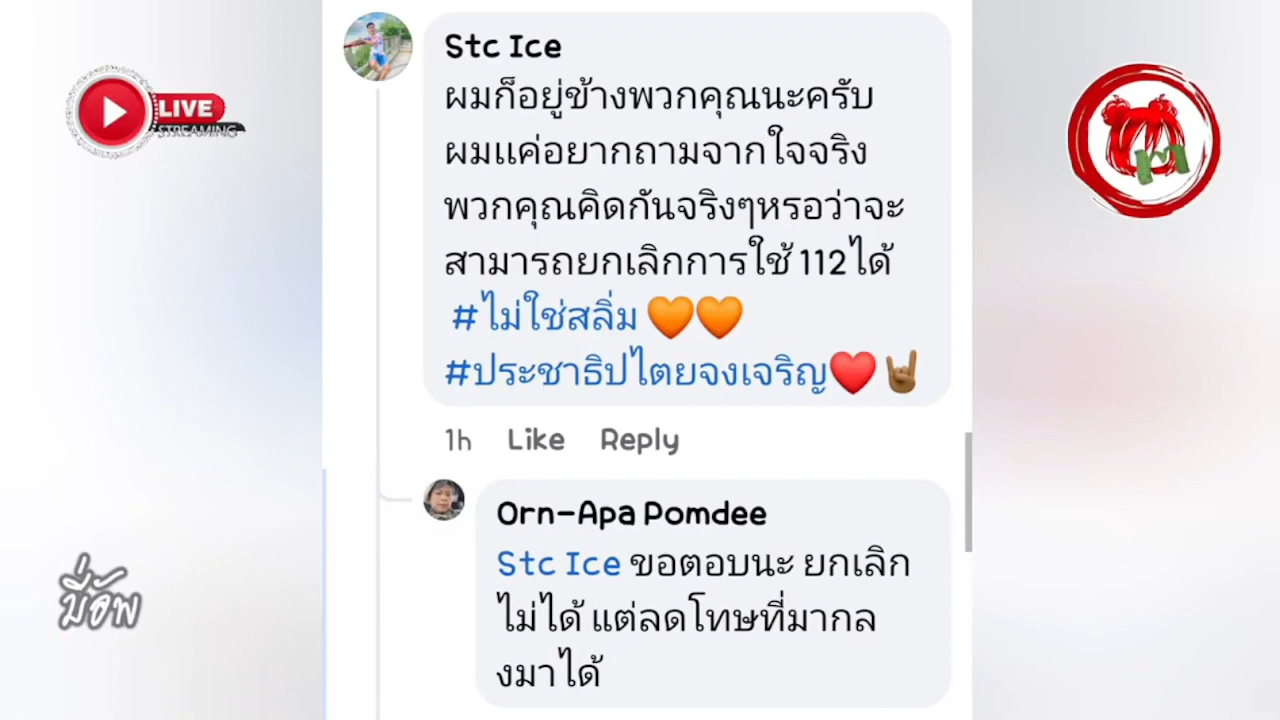 Stc Ice
ผมก็อยู่ข้างพวกคุณนะครับ
ผมแค่อยากถามจากใจจริง
พวกคุณคิดกันจริงๆหรอว่าจะ
สามารถยกเลิกการใช้ 112ได้
#ไม่ใช่สลิ่ม 🧡🧡
#ประชาธิปไตยจงเจริญ❤️🤘🏾
1h Like Reply
Orn-Apa Pomdee
Stc Ice ขอตอบนะ ยกเลิก
ไม่ได้ แต่ลดโทษที่มากล
งมาได้
LIVE
STREAMING